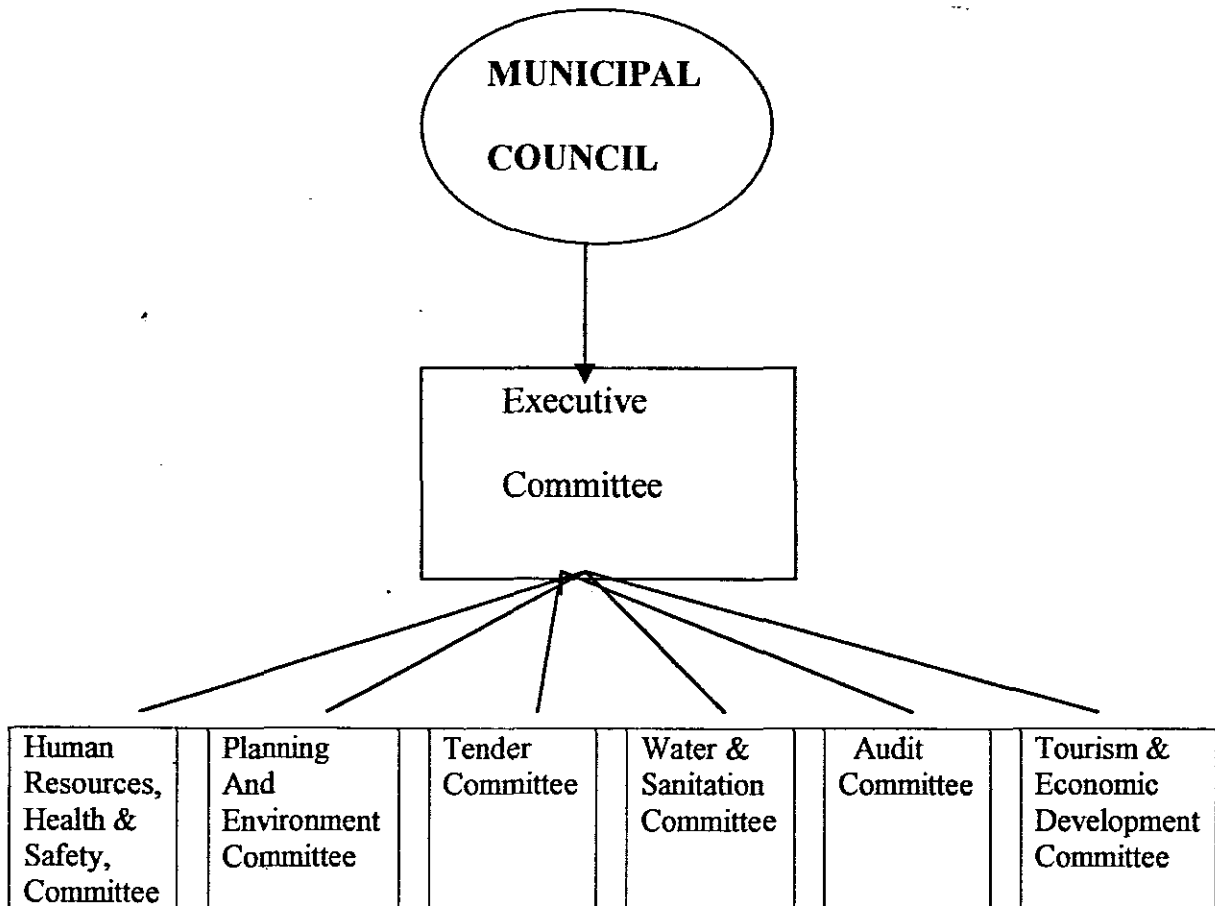 MUNICIPAL
COUNCIL
Executive
Committee
Human
Resources,
Health &
Safety,
Committee
Planning
And
Environment
Committee
Tender
Committee
Water &
Sanitation
Committee
Audit
Committee
Tourism &
Economic
Development
Committee